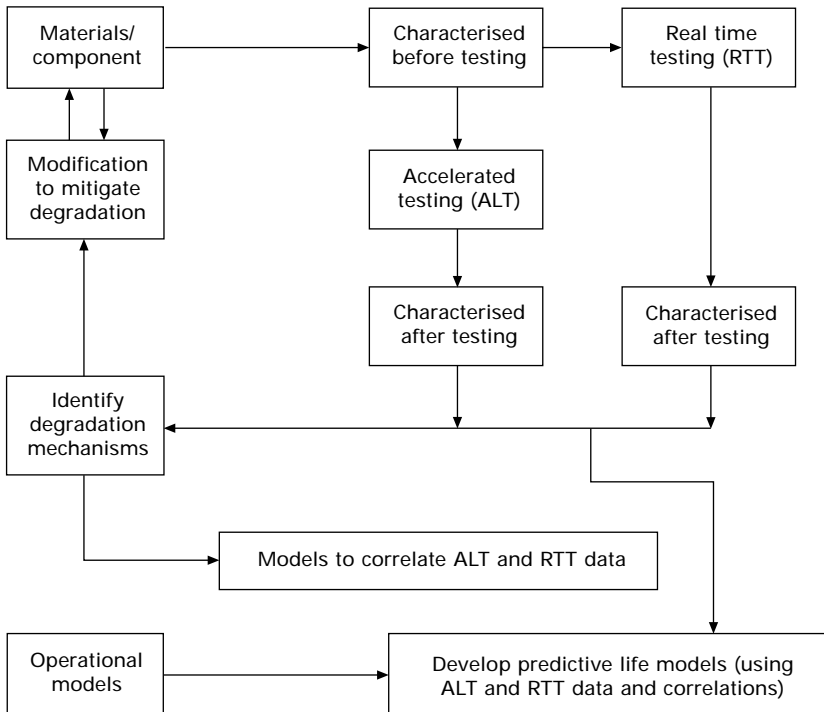 Materials/
component
Characterised
before testing
Real time
testing (RTT)
Modification
to mitigate
degradation
Accelerated
testing (ALT)
Characterised
after testing
Characterised
after testing
Identify
degradation
mechanisms
Models to correlate ALT and RTT data
Operational
models
Develop predictive life models (using
ALT and RTT data and correlations)